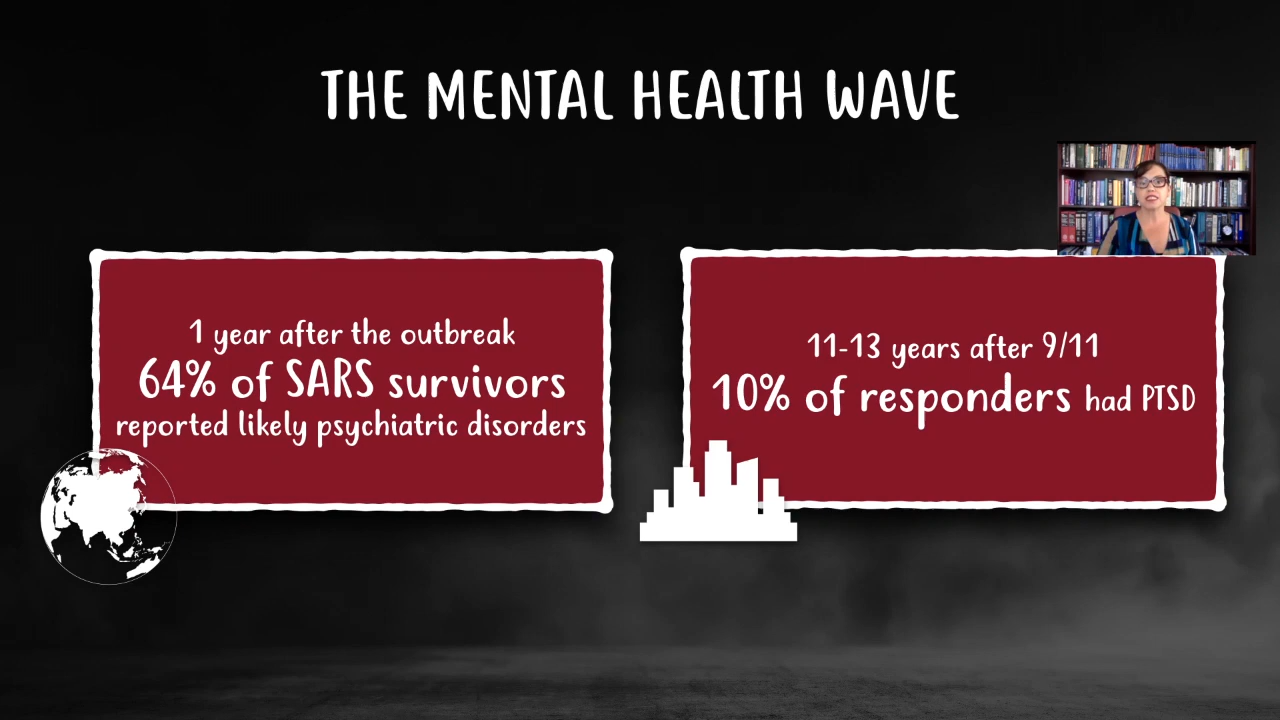 THE MENTAL HEALTH WAVE
1 year after the outbreak
64% of SARS survivors
reported likely psychiatric disorders
11-13 years after 9/11
10% of responders had PTSD